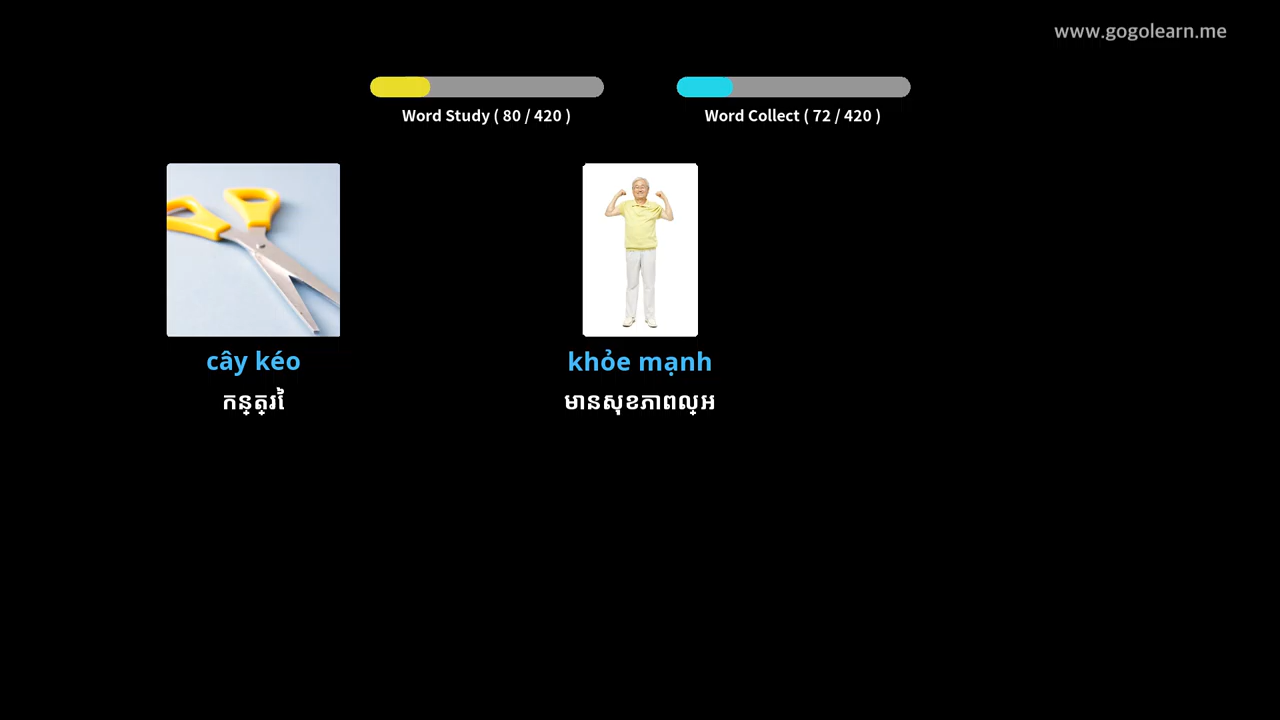 www.gogolearn.me
Word Study ( 80 / 420 )
Word Collect ( 72 / 420 )
cây kéo
កន្ត្រៃ
khỏe mạnh
មានសុខភាពល្អ